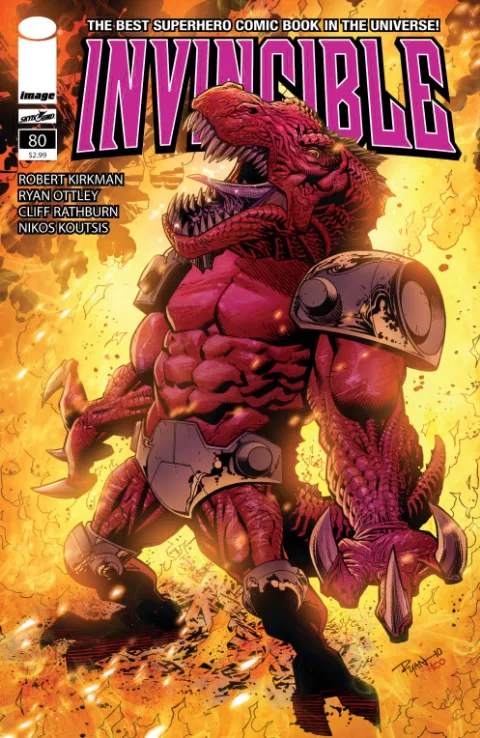 THE BEST SUPERHERO COMIC BOOK IN THE UNIVERSE!
INVINCIBLE
image
80
$2.99
ROBERT KIRKMAN
RYAN OTTLEY
CLIFF RATHBURN
NIKOS KOUTSIS
RYAN